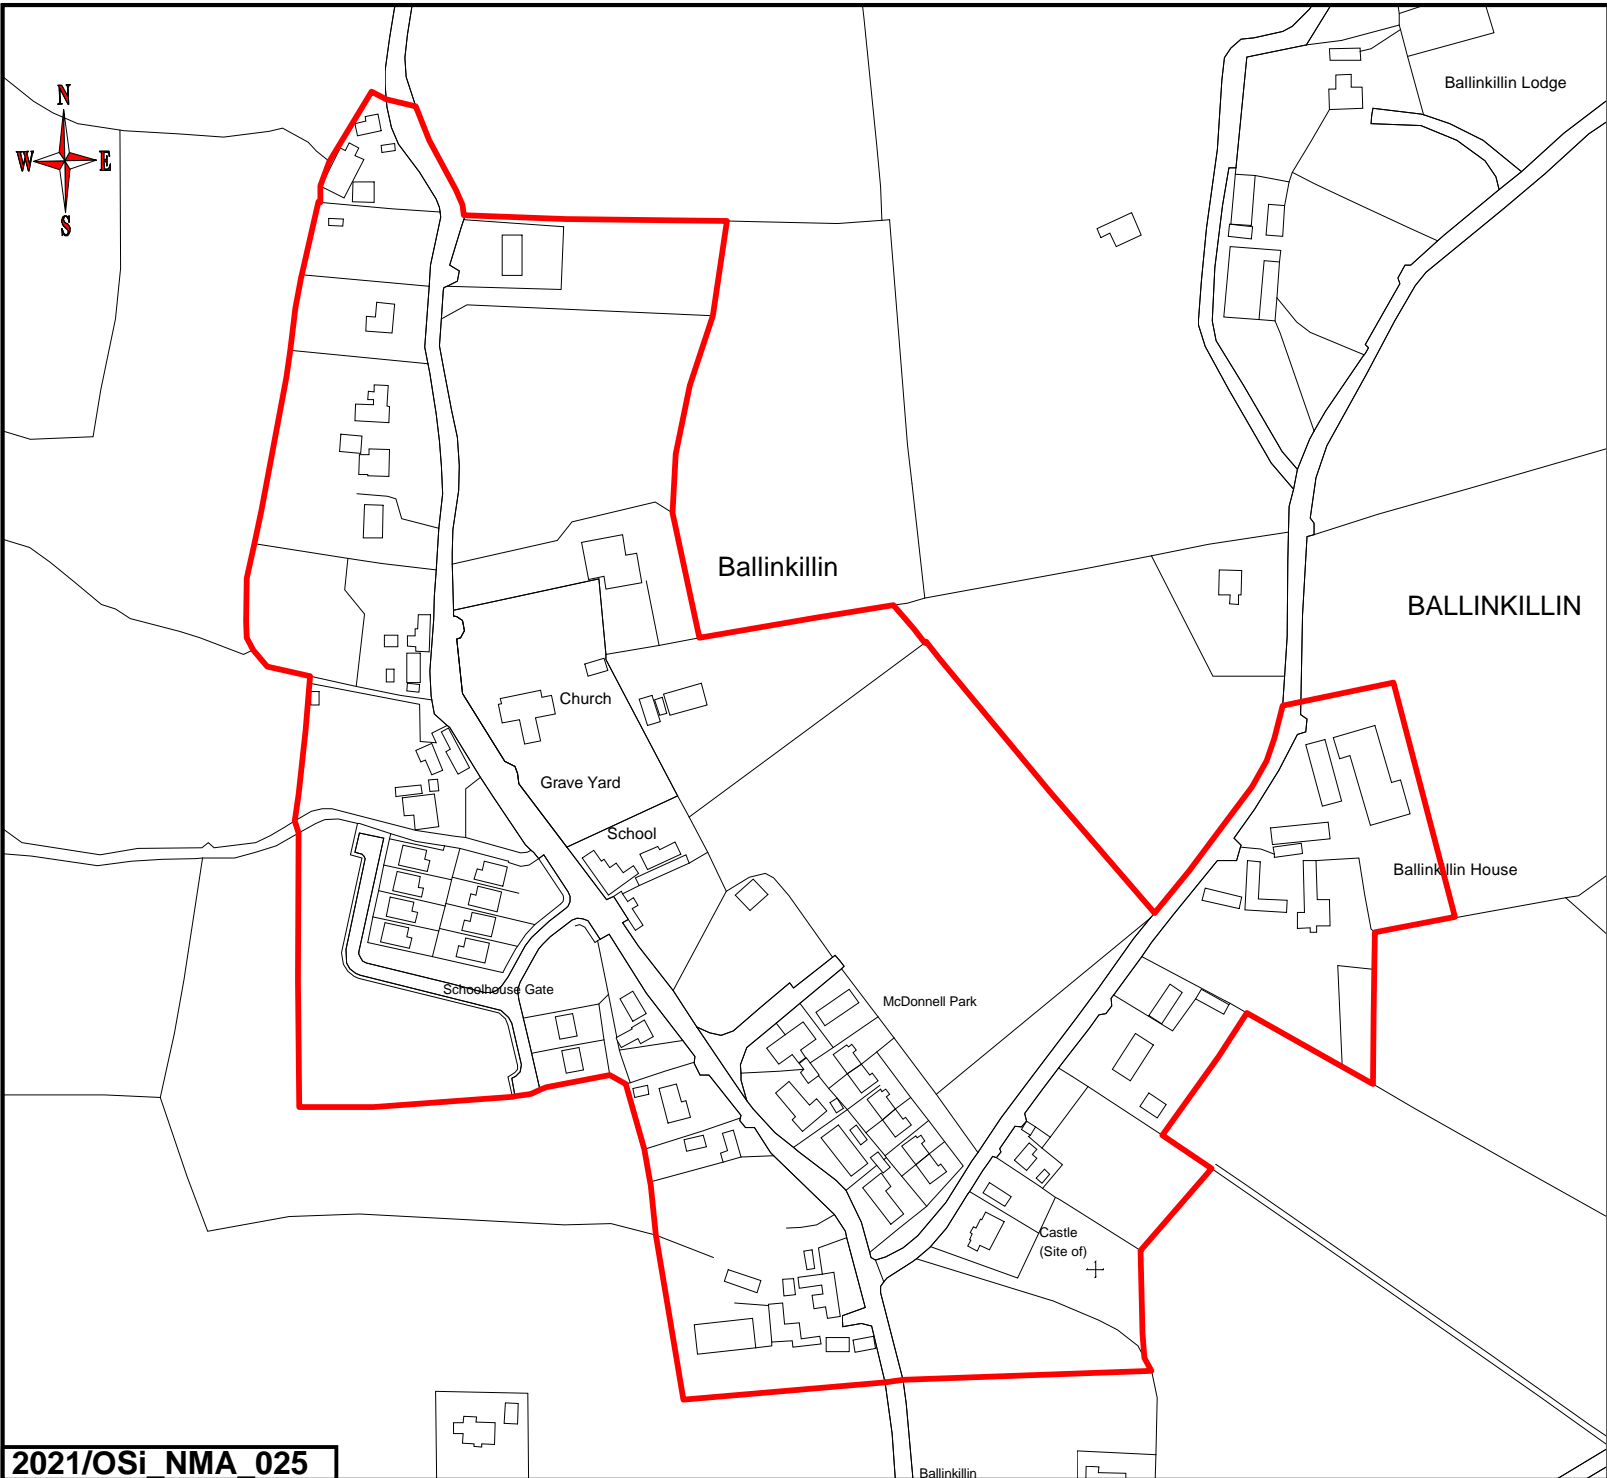 Ballinkillin Lodge
N
W E
S
Ballinkillin
BALLINKILLIN
Church
Grave Yard
School
Ballinkillin House
Schoolhouse Gate
McDonnell Park
Castle
(Site of)
2021/OSi_NMA_025
Ballinkillin